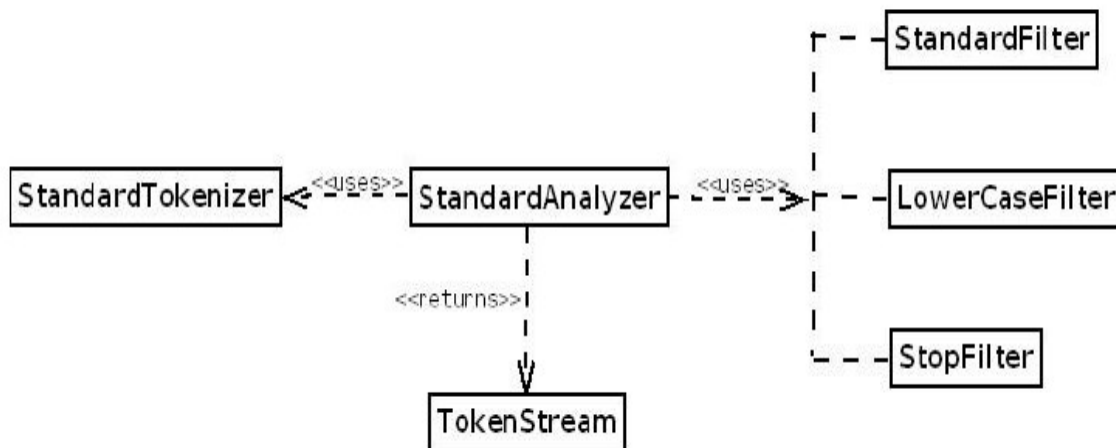 StandardFilter
StandardTokenizer
<<uses>>
StandardAnalyzer
<<uses>>
LowerCaseFilter
<<returns>>
StopFilter
TokenStream